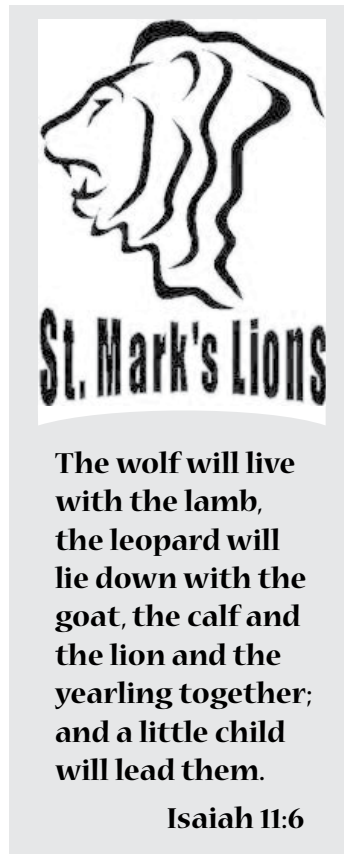 St. Mark's Lions
The wolf will live
with the lamb,
the leopard will
lie down with the
goat, the calf and
the lion and the
yearling together;
and a little child
will lead them.
Isaiah 11:6